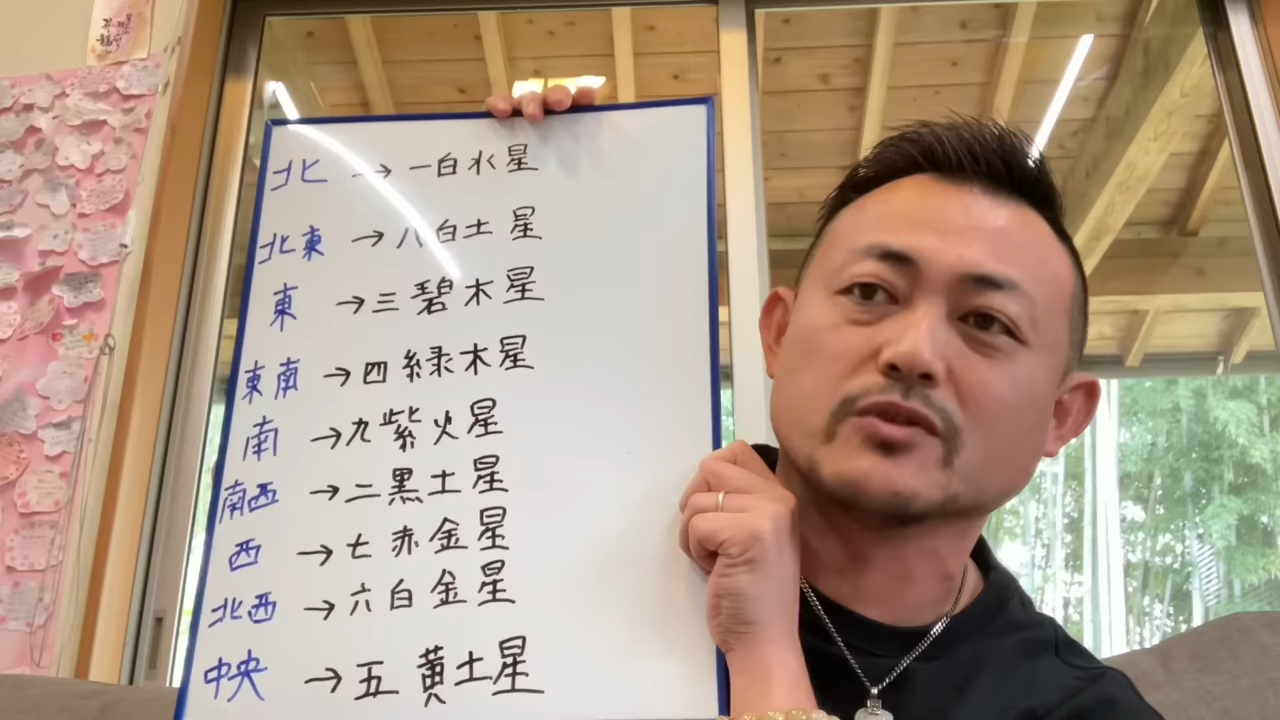 北 → 一白水星
北東 → 八白土星
東 → 三碧木星
東南 → 四緑木星
南 → 九紫火星
南西 → 二黒土星
西 → 七赤金星
北西 → 六白金星
中央 → 五黄土星